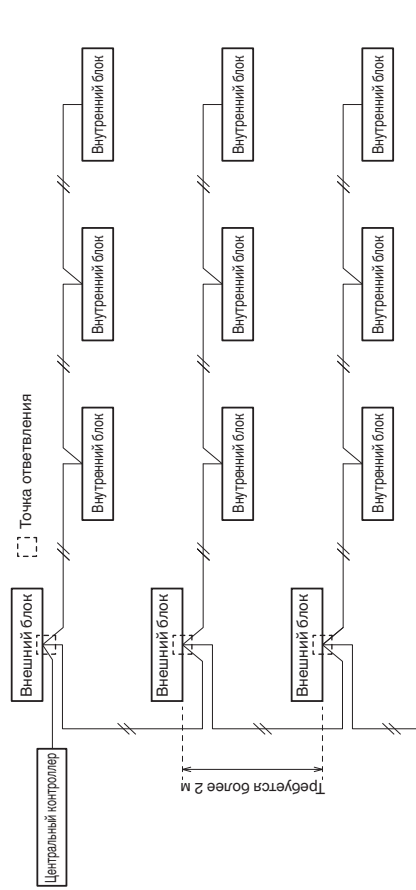 Точка ответвления
Центральный контроллер
Внешний блок
Внутренний блок
Внутренний блок
Внутренний блок
Внешний блок
Внутренний блок
Внутренний блок
Внутренний блок
Требуется более 2 м
Внешний блок
Внутренний блок
Внутренний блок
Внутренний блок